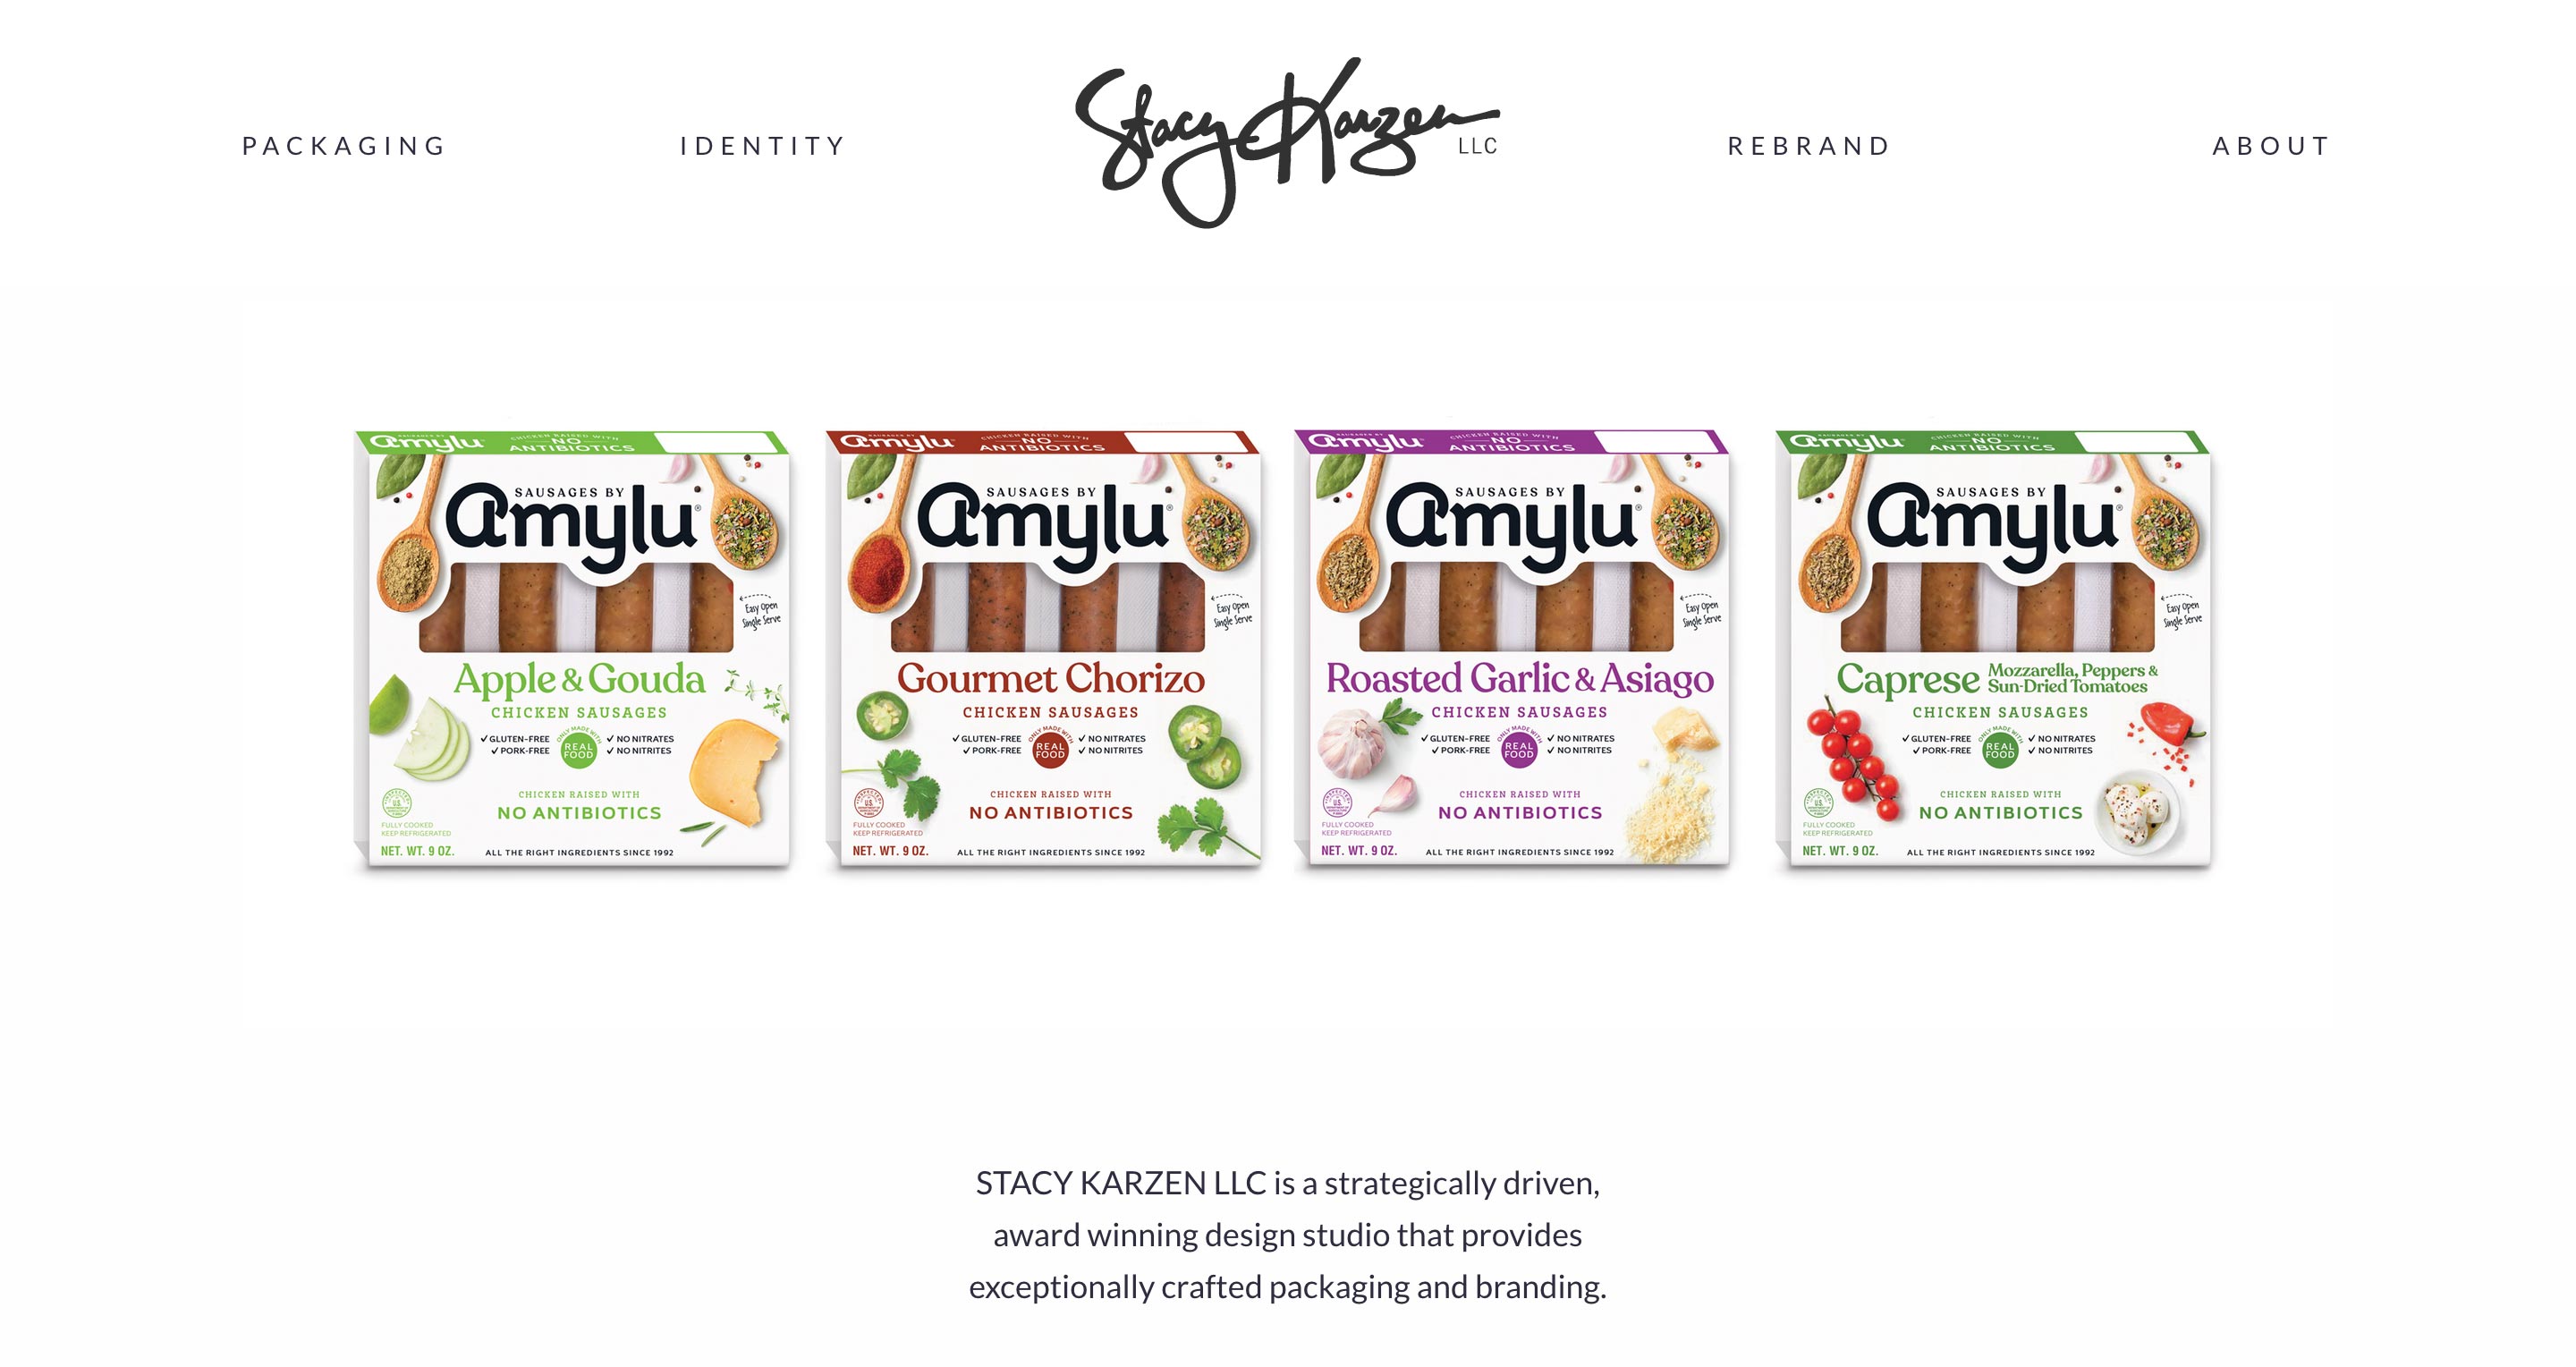 PACKAGING
IDENTITY
Stacy Karzen
LLC
REBRAND
ABOUT
amylu
CHICKEN RAISED WITH
NO
ANTIBIOTICS
SAUSAGES BY
amylu®
Easy Open
Single Serve
Apple & Gouda
CHICKEN SAUSAGES
✓ GLUTEN-FREE
✓ PORK-FREE
ONLY MADE WITH
REAL
FOOD
✓ NO NITRATES
✓ NO NITRITES
CHICKEN RAISED WITH
NO ANTIBIOTICS
U.S.
FULLY COOKED
KEEP REFRIGERATED
NET. WT. 9 OZ.
ALL THE RIGHT INGREDIENTS SINCE 1992
amylu
CHICKEN RAISED WITH
NO
ANTIBIOTICS
SAUSAGES BY
amylu®
Easy Open
Single Serve
Gourmet Chorizo
CHICKEN SAUSAGES
✓ GLUTEN-FREE
✓ PORK-FREE
ONLY MADE WITH
REAL
FOOD
✓ NO NITRATES
✓ NO NITRITES
CHICKEN RAISED WITH
NO ANTIBIOTICS
U.S.
FULLY COOKED
KEEP REFRIGERATED
NET. WT. 9 OZ.
ALL THE RIGHT INGREDIENTS SINCE 1992
amylu
CHICKEN RAISED WITH
NO
ANTIBIOTICS
SAUSAGES BY
amylu®
Easy Open
Single Serve
Roasted Garlic & Asiago
CHICKEN SAUSAGES
✓ GLUTEN-FREE
✓ PORK-FREE
ONLY MADE WITH
REAL
FOOD
✓ NO NITRATES
✓ NO NITRITES
CHICKEN RAISED WITH
NO ANTIBIOTICS
U.S.
FULLY COOKED
KEEP REFRIGERATED
NET. WT. 9 OZ.
ALL THE RIGHT INGREDIENTS SINCE 1992
amylu
CHICKEN RAISED WITH
NO
ANTIBIOTICS
SAUSAGES BY
amylu®
Easy Open
Single Serve
Caprese Mozzarella, Peppers &
Sun-Dried Tomatoes
CHICKEN SAUSAGES
✓ GLUTEN-FREE
✓ PORK-FREE
ONLY MADE WITH
REAL
FOOD
✓ NO NITRATES
✓ NO NITRITES
CHICKEN RAISED WITH
NO ANTIBIOTICS
U.S.
FULLY COOKED
KEEP REFRIGERATED
NET. WT. 9 OZ.
ALL THE RIGHT INGREDIENTS SINCE 1992
STACY KARZEN LLC is a strategically driven,
award winning design studio that provides
exceptionally crafted packaging and branding.